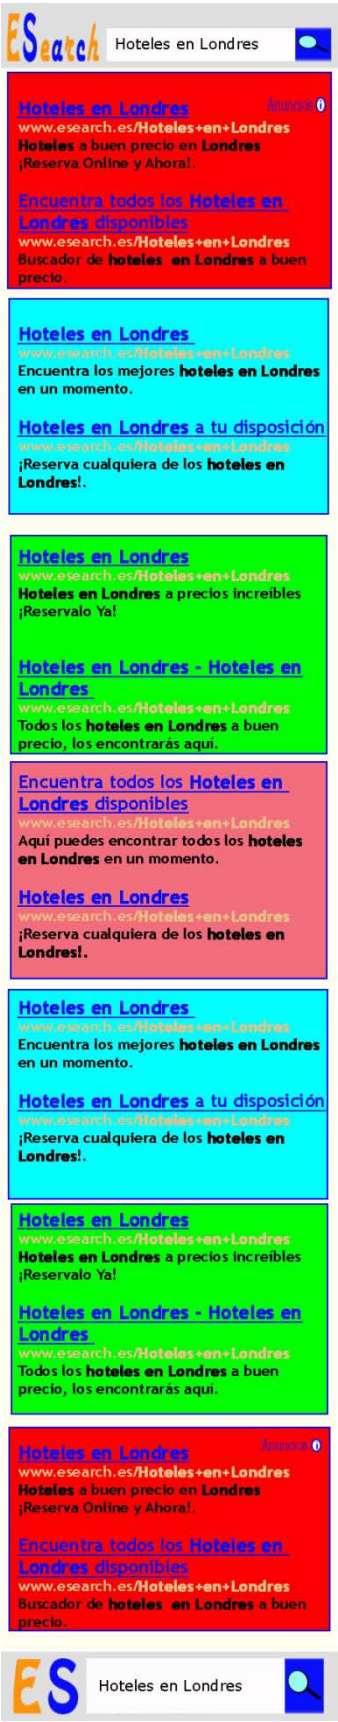 ESearch Hoteles en Londres
Anuncios i
Hoteles en Londres
www.esearch.es/Hoteles+en+Londres
Hoteles a buen precio en Londres
¡Reserva Online y Ahora!.
Encuentra todos los Hoteles en
Londres disponibles
www.esearch.es/Hoteles+en+Londres
Buscador de hoteles en Londres a buen
precio.
Hoteles en Londres
www.esearch.es/Hoteles+en+Londres
Encuentra los mejores hoteles en Londres
en un momento.
Hoteles en Londres a tu disposición
www.esearch.es/Hoteles+en+Londres
¡Reserva cualquiera de los hoteles en
Londres!.
Hoteles en Londres
www.esearch.es/Hoteles+en+Londres
Hoteles en Londres a precios increíbles
¡Reservalo Ya!
Hoteles en Londres - Hoteles en
Londres
www.esearch.es/Hoteles+en+Londres
Todos los hoteles en Londres a buen
precio, los encontrarás aquí.
Encuentra todos los Hoteles en
Londres disponibles
www.esearch.es/Hoteles+en+Londres
Aquí puedes encontrar todos los hoteles
en Londres en un momento.
Hoteles en Londres
www.esearch.es/Hoteles+en+Londres
¡Reserva cualquiera de los hoteles en
Londres!.
Hoteles en Londres
www.esearch.es/Hoteles+en+Londres
Encuentra los mejores hoteles en Londres
en un momento.
Hoteles en Londres a tu disposición
www.esearch.es/Hoteles+en+Londres
¡Reserva cualquiera de los hoteles en
Londres!.
Hoteles en Londres
www.esearch.es/Hoteles+en+Londres
Hoteles en Londres a precios increíbles
¡Reservalo Ya!
Hoteles en Londres - Hoteles en
Londres
www.esearch.es/Hoteles+en+Londres
Todos los hoteles en Londres a buen
precio, los encontrarás aquí.
Anuncios i
Hoteles en Londres
www.esearch.es/Hoteles+en+Londres
Hoteles a buen precio en Londres
¡Reserva Online y Ahora!.
Encuentra todos los Hoteles en
Londres disponibles
www.esearch.es/Hoteles+en+Londres
Buscador de hoteles en Londres a buen
precio.
ES Hoteles en Londres